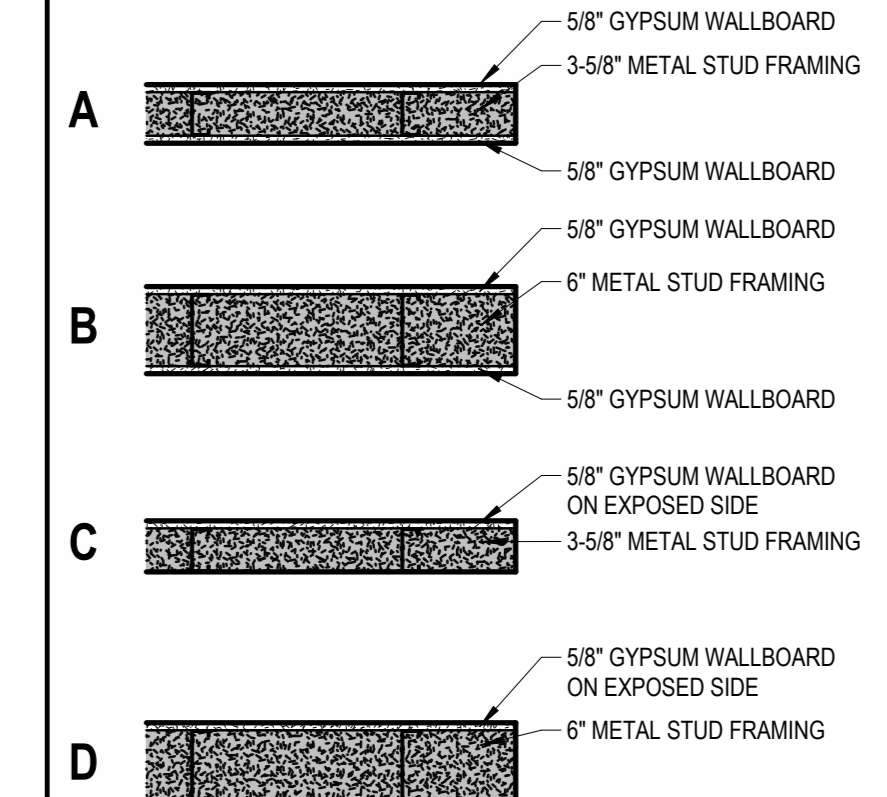 A
5/8" GYPSUM WALLBOARD
3-5/8" METAL STUD FRAMING
5/8" GYPSUM WALLBOARD
B
5/8" GYPSUM WALLBOARD
6" METAL STUD FRAMING
5/8" GYPSUM WALLBOARD
C
5/8" GYPSUM WALLBOARD
ON EXPOSED SIDE
3-5/8" METAL STUD FRAMING
D
5/8" GYPSUM WALLBOARD
ON EXPOSED SIDE
6" METAL STUD FRAMING